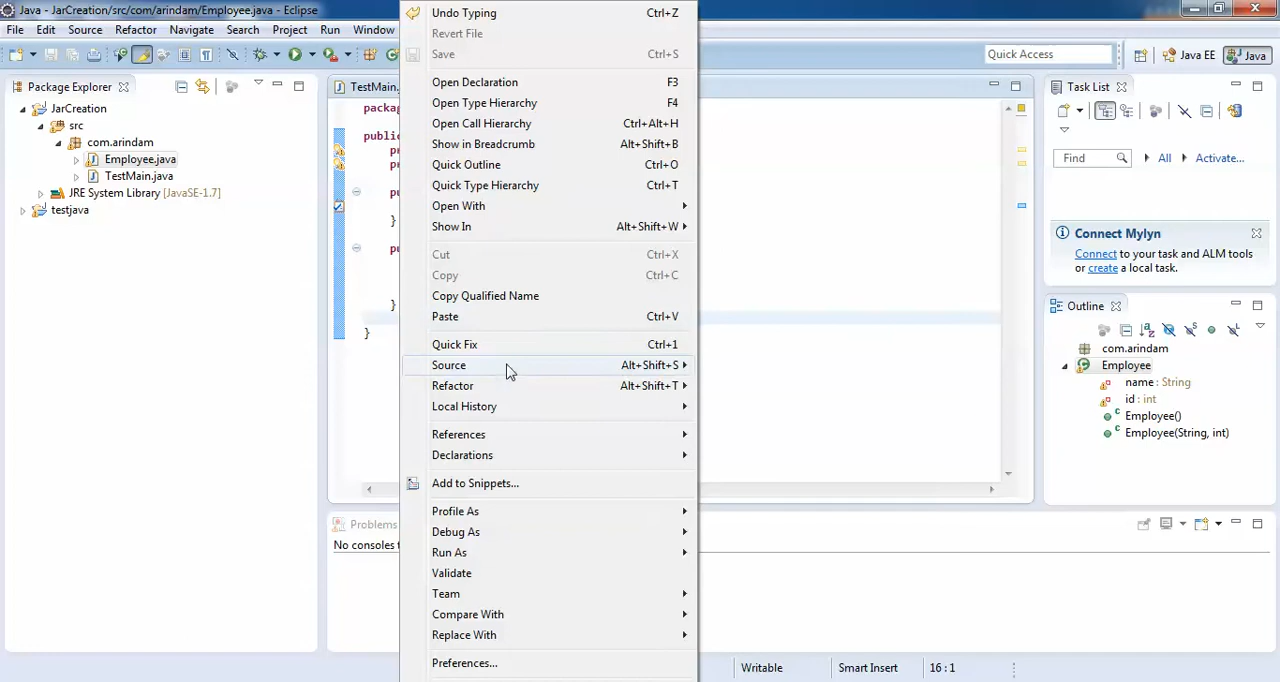 Java - JarCreation/src/com/arindam/Employee.java - Eclipse
File Edit Source Refactor Navigate Search Project Run Window
Quick Access Java EE Java
Package Explorer
JarCreation
src
com.arindam
Employee.java
TestMain.java
JRE System Library [JavaSE-1.7]
testjava
TestMain.
packag
public
pr
pr
pu
}
pu
}
}
Undo Typing Ctrl+Z
Revert File
Save Ctrl+S
Open Declaration F3
Open Type Hierarchy F4
Open Call Hierarchy Ctrl+Alt+H
Show in Breadcrumb Alt+Shift+B
Quick Outline Ctrl+O
Quick Type Hierarchy Ctrl+T
Open With
Show In Alt+Shift+W
Cut Ctrl+X
Copy Ctrl+C
Copy Qualified Name
Paste Ctrl+V
Quick Fix Ctrl+1
Source Alt+Shift+S
Refactor Alt+Shift+T
Local History
References
Declarations
Add to Snippets...
Profile As
Debug As
Run As
Validate
Team
Compare With
Replace With
Preferences...
Task List
Find All Activate...
Connect Mylyn
Connect to your task and ALM tools
or create a local task.
Outline
com.arindam
Employee
name : String
id : int
Employee()
Employee(String, int)
Problems
No consoles t
Writable Smart Insert 16 : 1